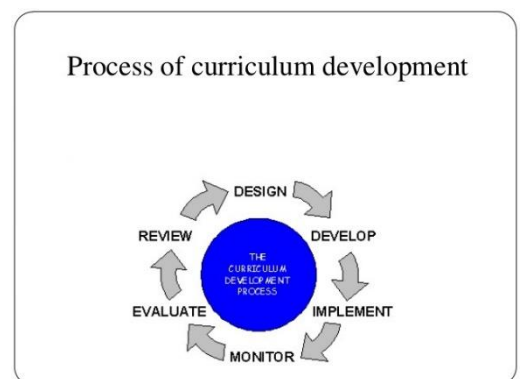 Process of curriculum development
DESIGN
DEVELOP
IMPLEMENT
MONITOR
EVALUATE
REVIEW
THE
CURRICULUM
DEVELOPMENT
PROCESS